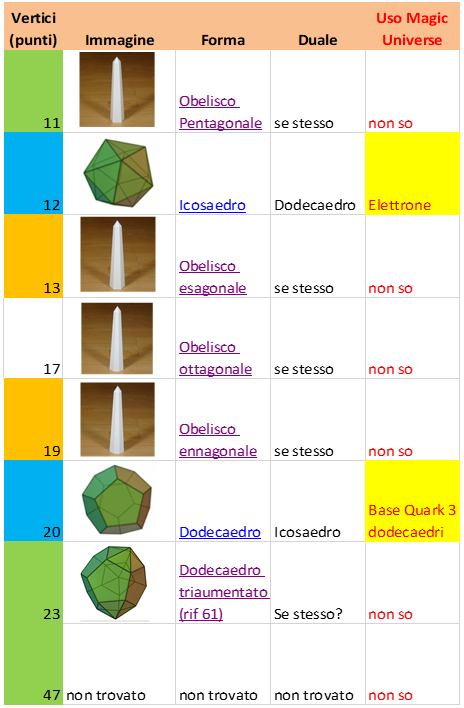 Vertici
(punti)
Immagine
Forma
Duale
Uso Magic
Universe
11
Obelisco
Pentagonale
se stesso
non so
12
Icosaedro
Dodecaedro
Elettrone
13
Obelisco
esagonale
se stesso
non so
17
Obelisco
ottagonale
se stesso
non so
19
Obelisco
ennagonale
se stesso
non so
20
Dodecaedro
Icosaedro
Base Quark 3
dodecaedri
23
Dodecaedro
triaumentato
(rif 61)
Se stesso?
non so
47
non trovato
non trovato
non trovato
non so